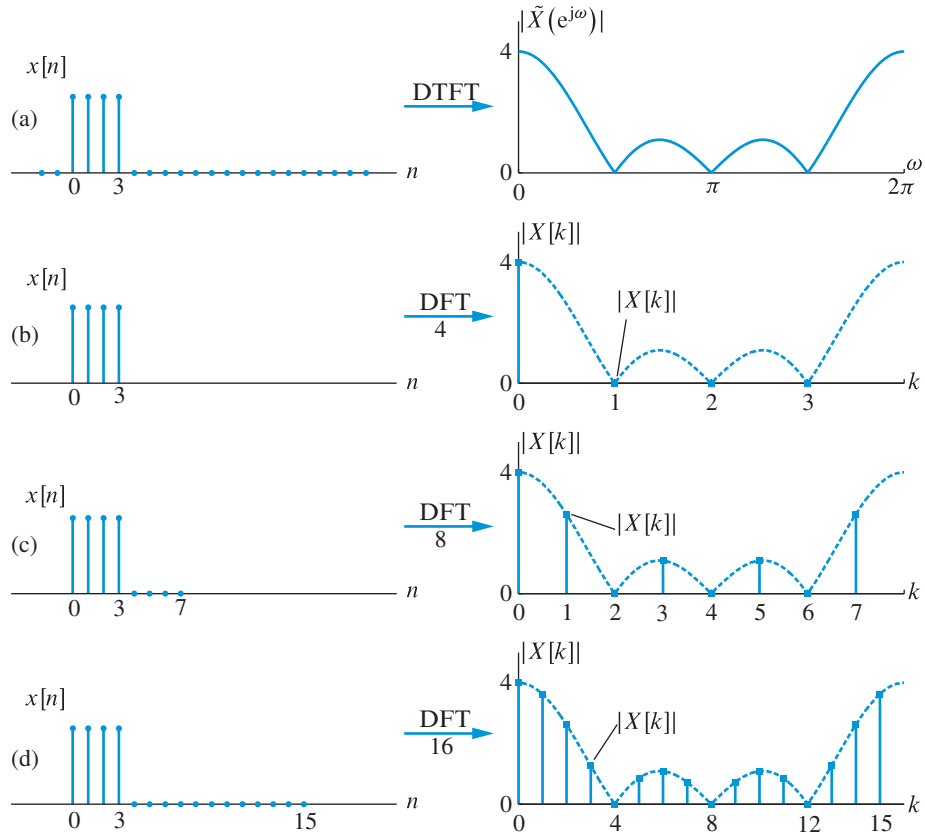 (a)
x[n]
0 3 n
DTFT
|X̃(e^{jω})|
4
0
0 π 2π
ω
(b)
x[n]
0 3 n
DFT
4
|X[k]|
4
|X[k]|
0
0 1 2 3 k
(c)
x[n]
0 3 7 n
DFT
8
|X[k]|
4
|X[k]|
0
0 1 2 3 4 5 6 7 k
(d)
x[n]
0 3 15 n
DFT
16
|X[k]|
4
|X[k]|
0
0 4 8 12 15 k